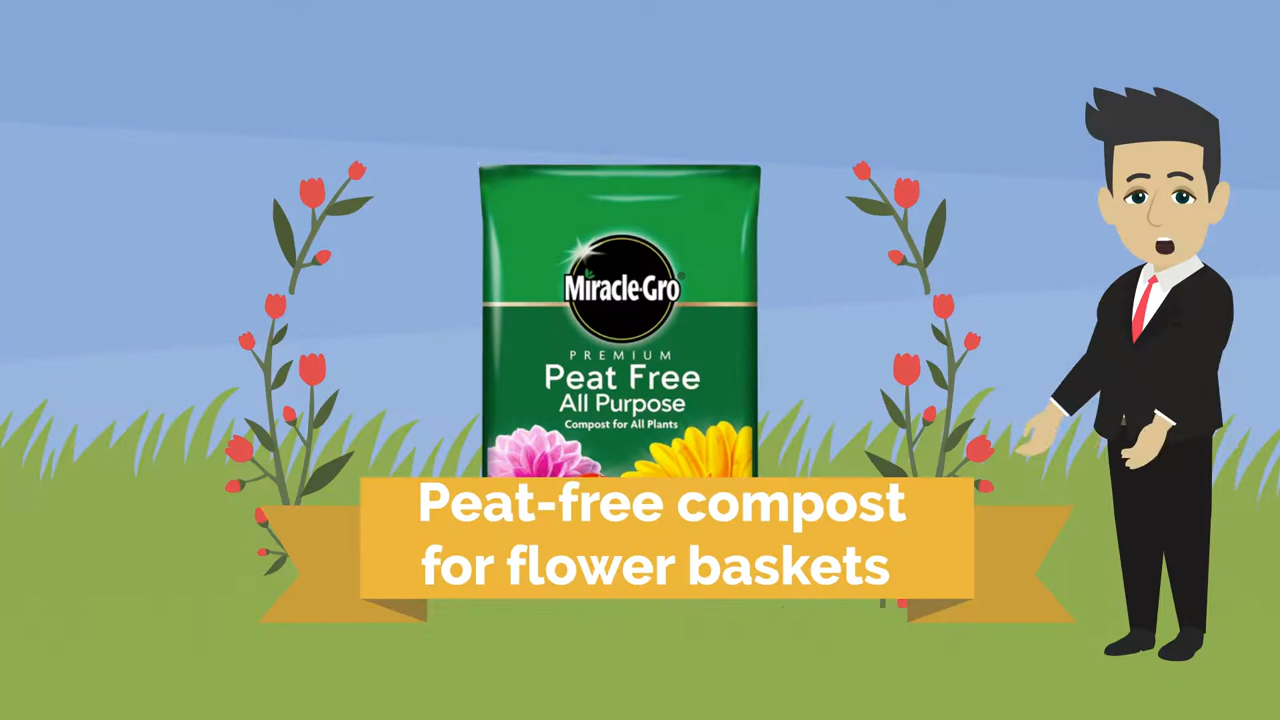 Miracle-Gro®
PREMIUM
Peat Free
All Purpose
Compost for All Plants
Peat-free compost
for flower baskets